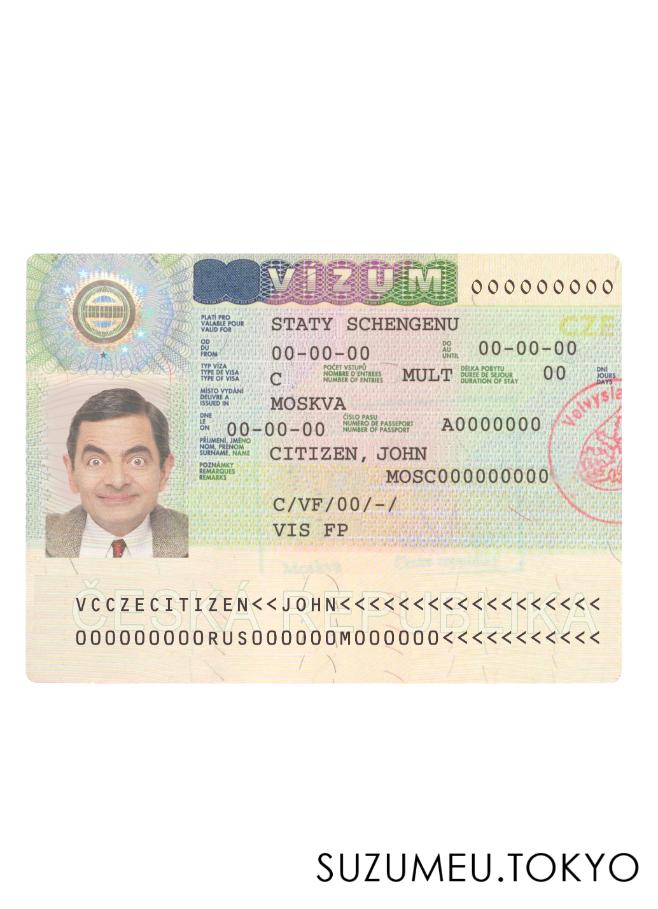 VÍZUM 000000000
PLATÍ PRO
VALABLE POUR
VALID FOR
STATY SCHENGENU
CZE
OD
DU
FROM
00-00-00
DO
AU
UNTIL
00-00-00
TYP VÍZA
TYPE DE VISA
TYPE OF VISA
C
POČET VSTUPŮ
NOMBRE D'ENTREES
NUMBER OF ENTRIES
MULT
DÉLKA POBYTU
DUREE DE SEJOUR
DURATION OF STAY
00
DNÍ
JOURS
DAYS
MÍSTO VYDÁNÍ
DELIVRE A
ISSUED IN
MOSKVA
DNE
LE
ON
00-00-00
ČÍSLO PASU
NUMERO DE PASSEPORT
NUMBER OF PASSPORT
A0000000
PŘÍJMENÍ, JMÉNO
NOM, PRENOM
SURNAME, NAME
CITIZEN, JOHN
POZNÁMKY
REMARQUES
REMARKS
MOSC000000000
C/VF/00/-/
VIS FP
Moskva
ČESKÁ REPUBLIKA
VCCZECITIZEN<<JOHN<<<<<<<<<<<<<<<<<<
000000000RUS000000M000000<<<<<<<<<<<
SUZUMEU.TOKYO